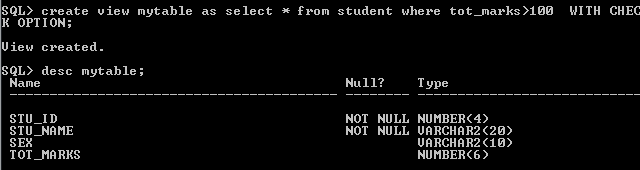 SQL> create view mytable as select * from student where tot_marks>100  WITH CHEC
K OPTION;
View created.
SQL> desc mytable;
Name                                      Null?    Type
----------------------------------------- -------- ----------------------------
STU_ID                                    NOT NULL NUMBER(4)
STU_NAME                                  NOT NULL VARCHAR2(20)
SEX                                                VARCHAR2(10)
TOT_MARKS                                          NUMBER(6)